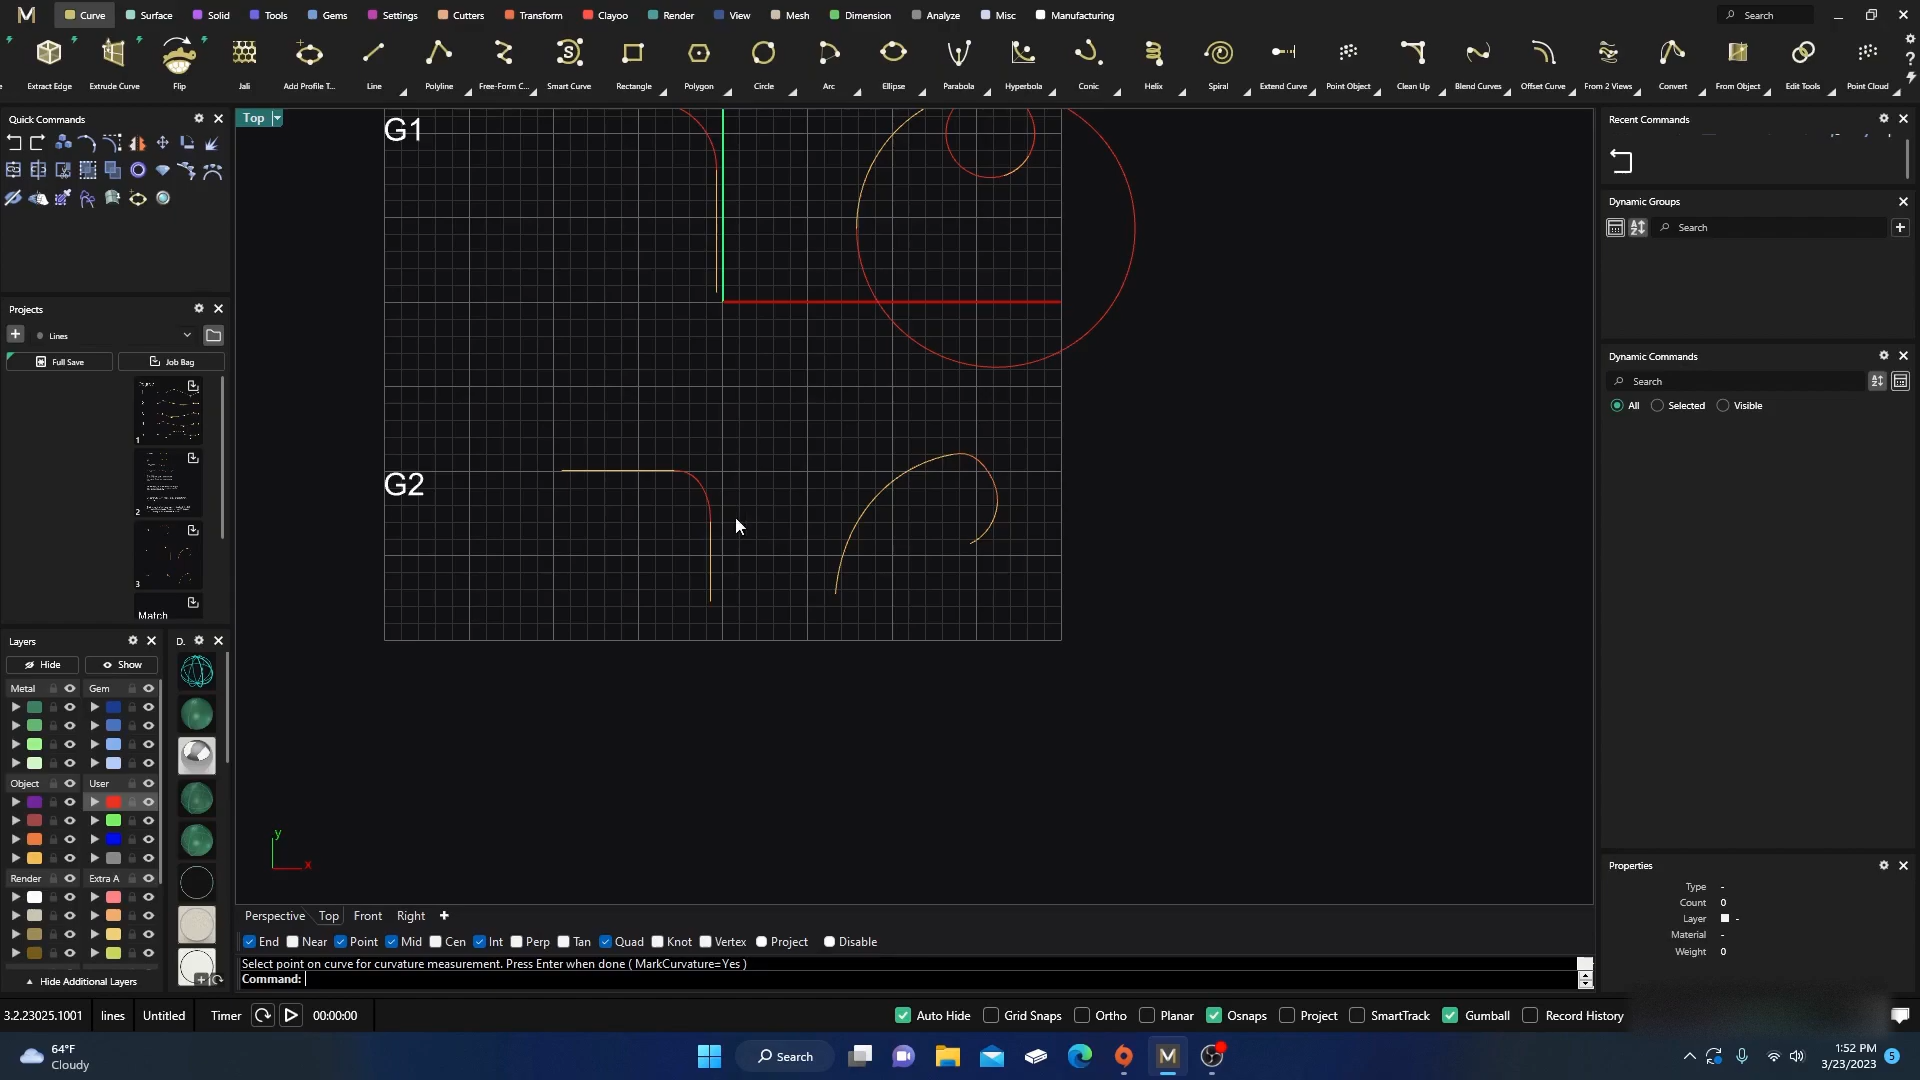 Curve Surface Solid Tools Gems Settings Cutters Transform Clayoo Render View Mesh Dimension Analyze Misc Manufacturing Search
Extract Edge Extrude Curve Flip Jali Add Profile T... Line Polyline Free-Form C... Smart Curve Rectangle Polygon Circle Arc Ellipse Parabola Hyperbola Conic Helix Spiral Extend Curve Point Object Clean Up Blend Curves Offset Curve From 2 Views Convert From Object Edit Tools Point Cloud
Quick Commands
Top
G1
G2
y
x
Projects
Lines
Full Save Job Bag
1
2
3
Match
Layers
D.
Hide Show
Metal Gem
Object User
Render Extra A
Hide Additional Layers
Recent Commands
Dynamic Groups
Search
Dynamic Commands
Search
All Selected Visible
Properties
Type -
Count 0
Layer -
Material -
Weight 0
Perspective Top Front Right
End Near Point Mid Cen Int Perp Tan Quad Knot Vertex Project Disable
Select point on curve for curvature measurement. Press Enter when done ( MarkCurvature=Yes )
Command:
3.2.23025.1001 lines Untitled Timer 00:00:00 Auto Hide Grid Snaps Ortho Planar Osnaps Project SmartTrack Gumball Record History
64°F
Cloudy
Search
1:52 PM
3/23/2023
5